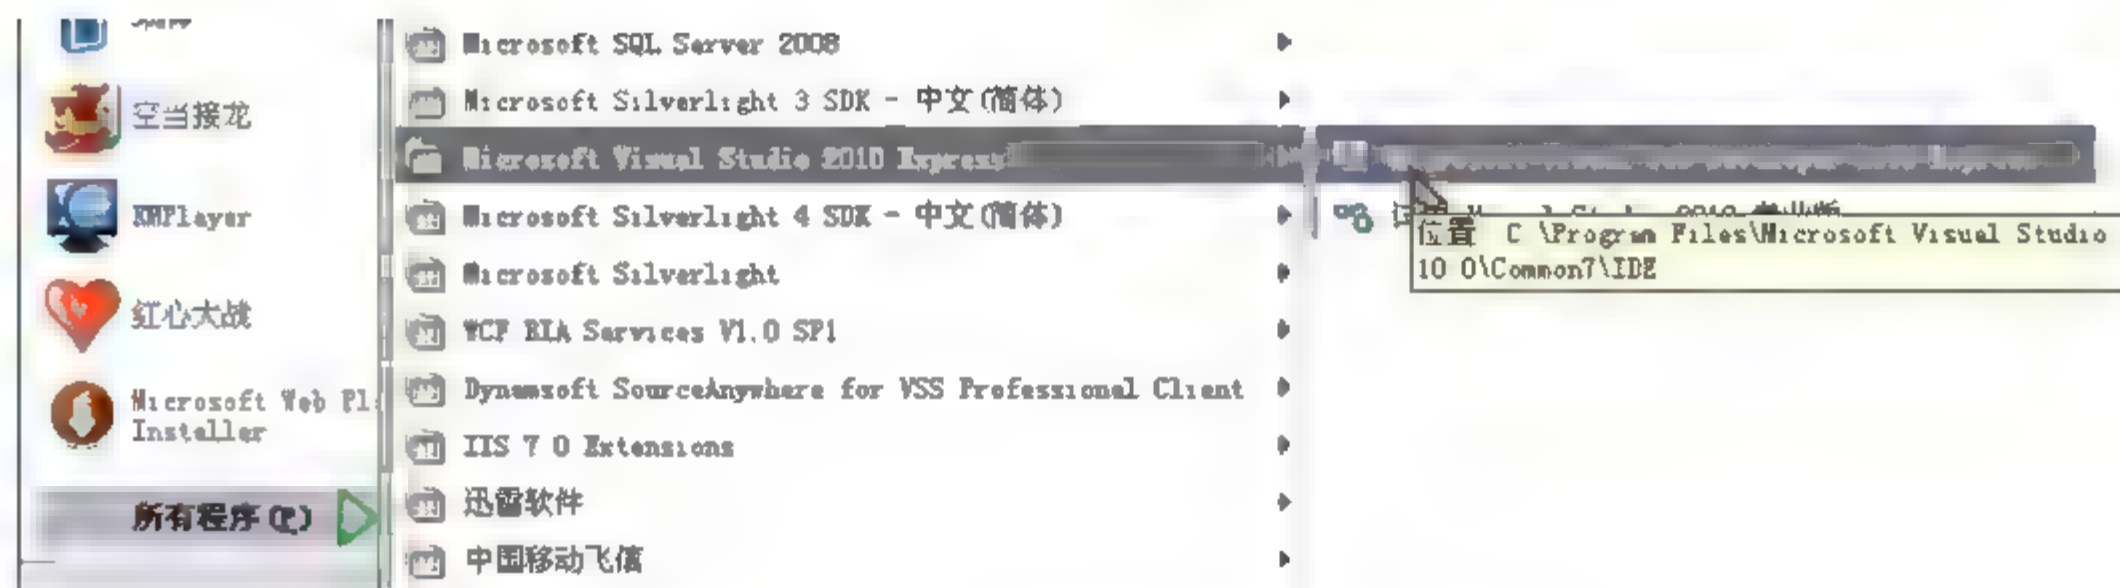 空当接龙
KMPlayer
红心大战
Microsoft Web Pl
Installer
所有程序(P)
Microsoft SQL Server 2008
Microsoft Silverlight 3 SDK - 中文(简体)
Microsoft Visual Studio 2010 Express
Microsoft Silverlight 4 SDK - 中文(简体)
Microsoft Silverlight
WCF RIA Services V1.0 SP1
Dynamsoft SourceAnywhere for VSS Professional Client
IIS 7 0 Extensions
迅雷软件
中国移动飞信
位置 C \Program Files\Microsoft Visual Studio
10 0\Common7\IDE